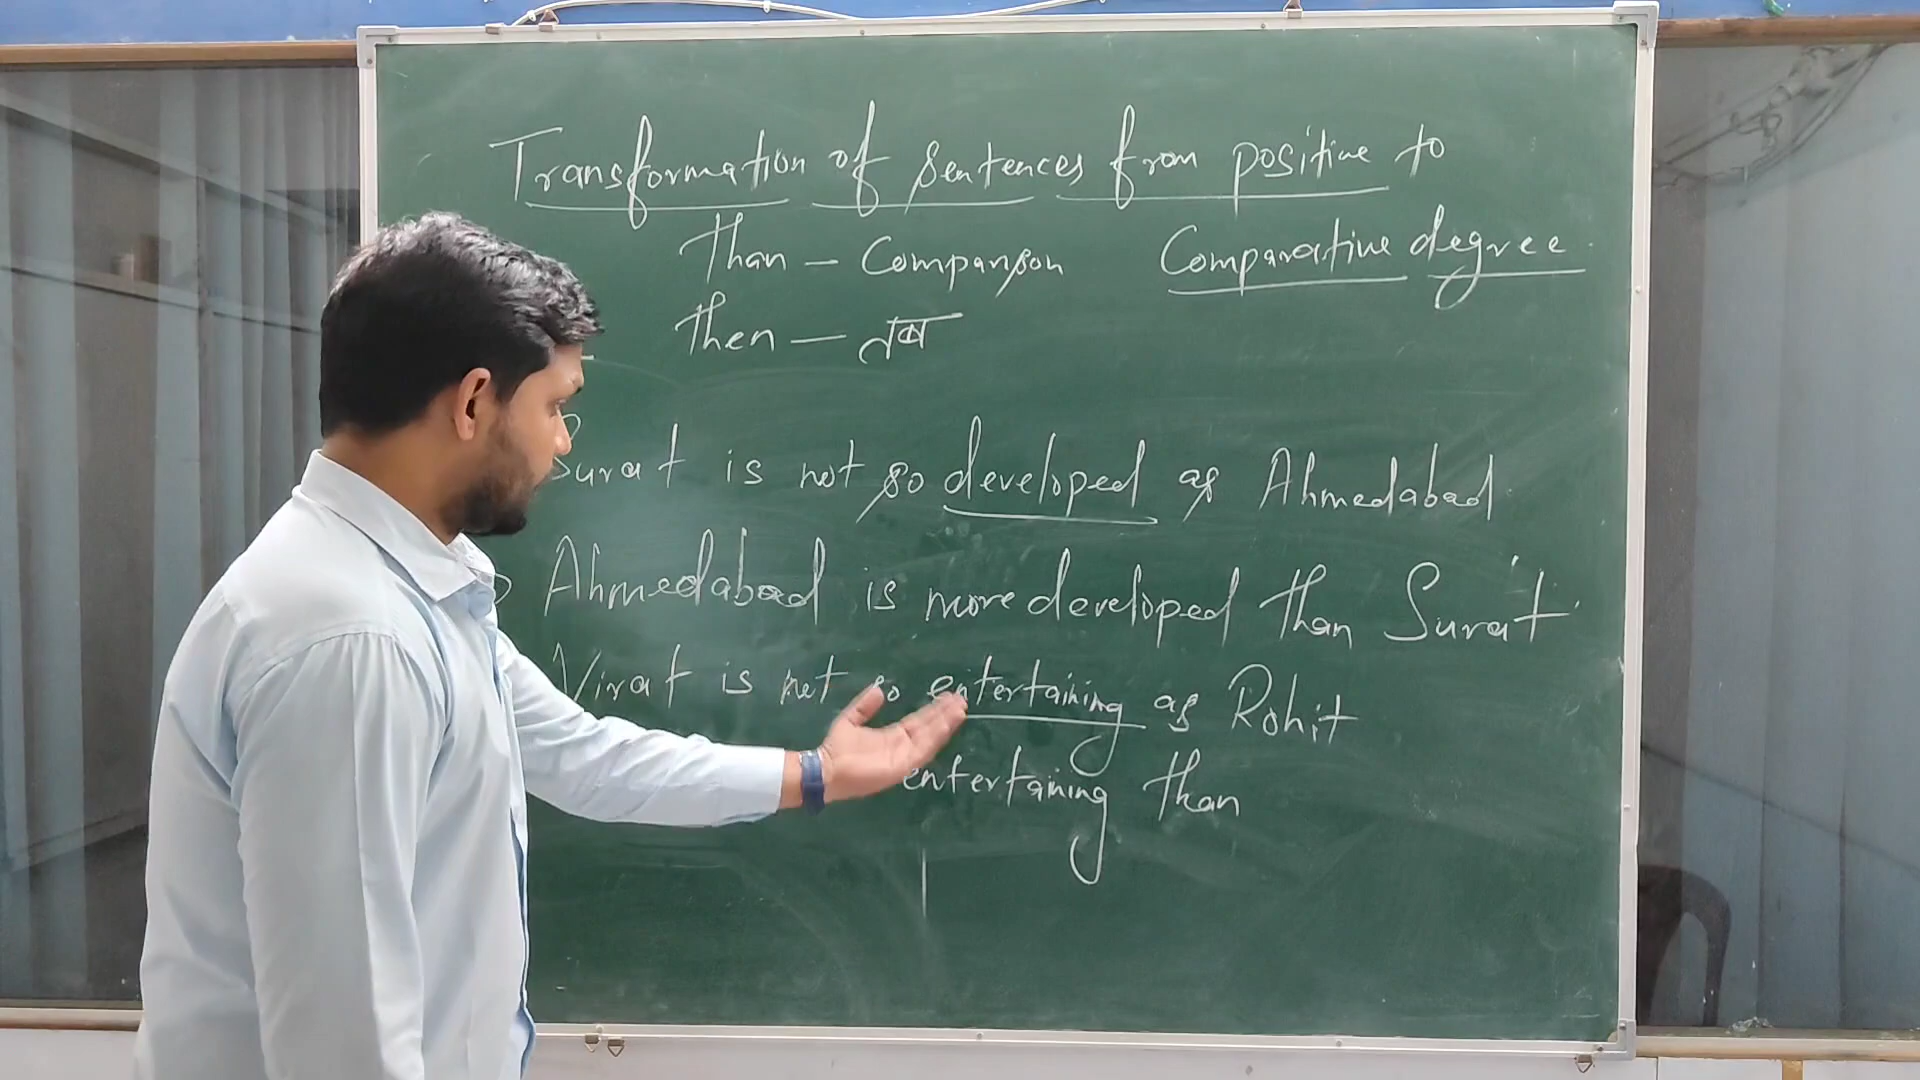 Transformation of sentences from positive to
than – Comparison Comparative degree.
then – তখন
Surat is not so developed as Ahmedabad.
Ahmedabad is more developed than Surat.
Virat is not so entertaining as Rohit
entertaining than